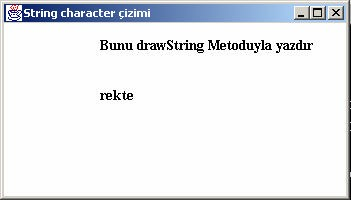 String character çizimi
Bunu drawString Metoduyla yazdır
rekte